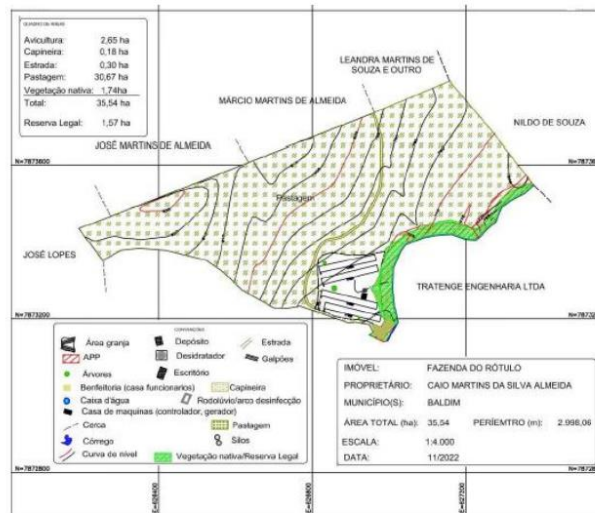 QUADRO DE ÁREAS
Avicultura: 2,65 ha
Capineira: 0,18 ha
Estrada: 0,30 ha
Pastagem: 30,67 ha
Vegetação nativa: 1,74ha
Total: 35,54 ha
Reserva Legal: 1,57 ha
LEANDRA MARTINS DE
SOUZA E OUTRO
MÁRCIO MARTINS DE ALMEIDA
NILDO DE SOUZA
JOSÉ MARTINS DE ALMEIDA
N=7873600
Pastagem
JOSÉ LOPES
TRATENGE ENGENHARIA LTDA
N=7873200
CONVENÇÕES
Área granja
Depósito
Estrada
APP
Desidratador
Galpões
Árvores
Escritório
Benfeitoria (casa funcionarios)
Capineira
Caixa d'água
Rodolúvio/arco desinfecção
Casa de maquinas (controlador, gerador)
Cerca
Pastagem
Córrego
Silos
Curva de nível
Vegetação nativa/Reserva Legal
IMÓVEL: FAZENDA DO RÓTULO
PROPRIETÁRIO: CAIO MARTINS DA SILVA ALMEIDA
MUNICÍPIO(S): BALDIM
ÁREA TOTAL (ha): 35,54 PERÍEMTRO (m): 2.998,06
ESCALA: 1:4.000
DATA: 11/2022
N=7872800